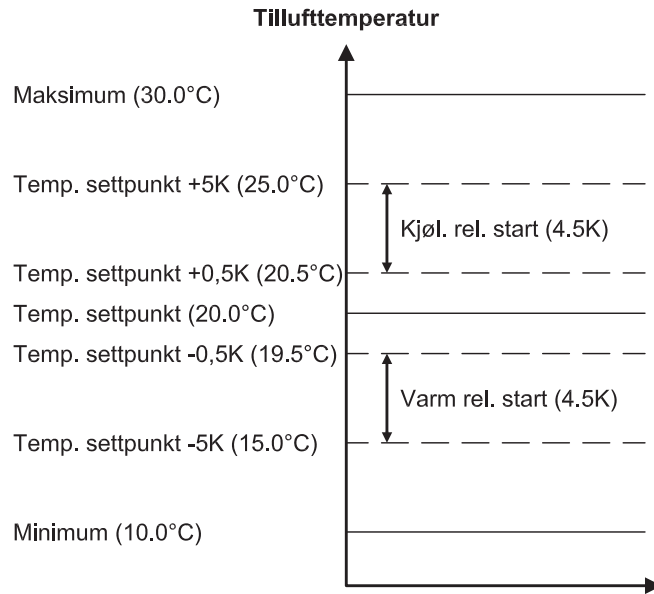 Tillufttemperatur
Maksimum (30.0°C)
Temp. settpunkt +5K (25.0°C)
Kjøl. rel. start (4.5K)
Temp. settpunkt +0,5K (20.5°C)
Temp. settpunkt (20.0°C)
Temp. settpunkt -0,5K (19.5°C)
Varm rel. start (4.5K)
Temp. settpunkt -5K (15.0°C)
Minimum (10.0°C)